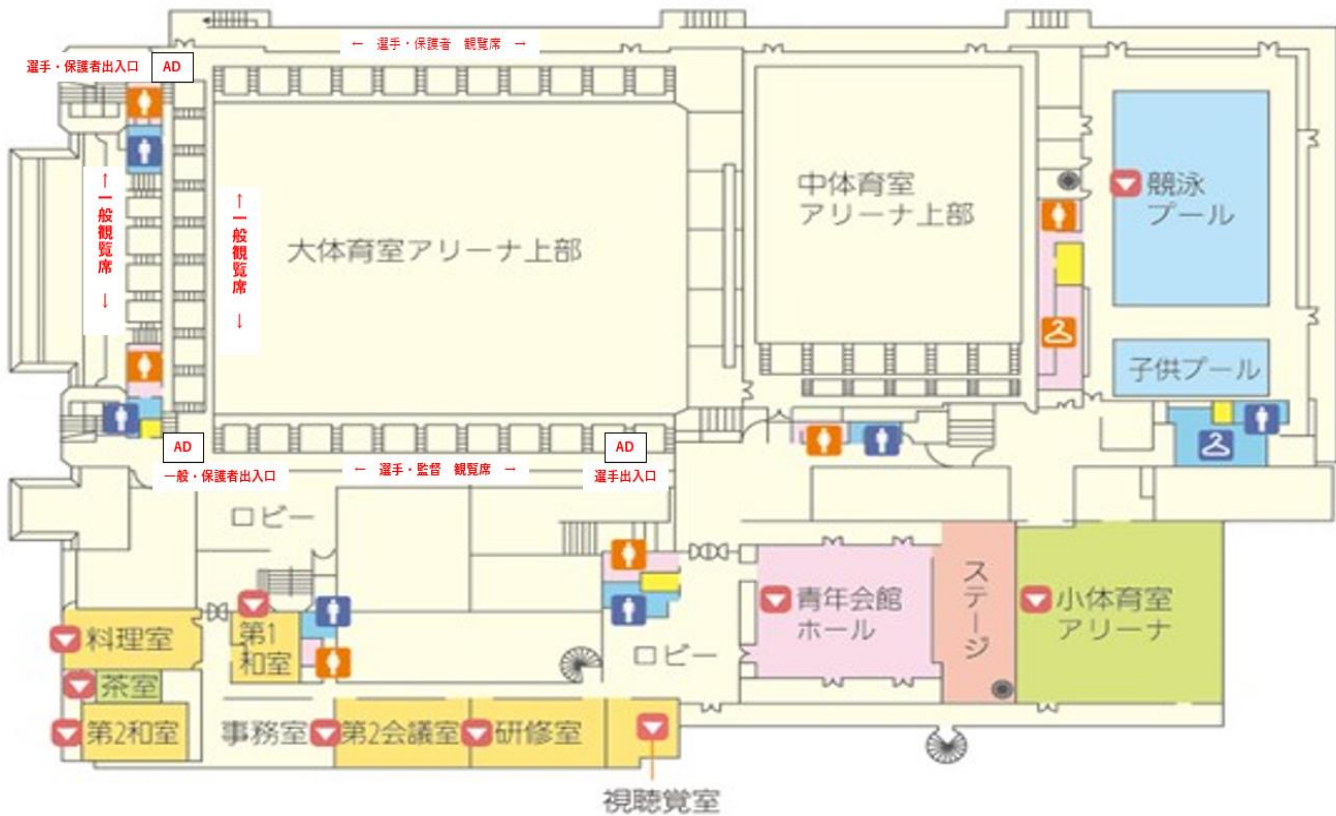 ← 選手・保護者 観覧席 →
選手・保護者出入口
AD
↑一般観覧席 ↓
↑一般観覧席 ↓
大体育室アリーナ上部
中体育室
アリーナ上部
競泳
プール
子供プール
AD
一般・保護者出入口
← 選手・監督 観覧席 →
AD
選手出入口
ロビー
料理室
第1
和室
茶室
第2和室
事務室
第2会議室
研修室
視聴覚室
ロビー
青年会館
ホール
ステージ
小体育室
アリーナ